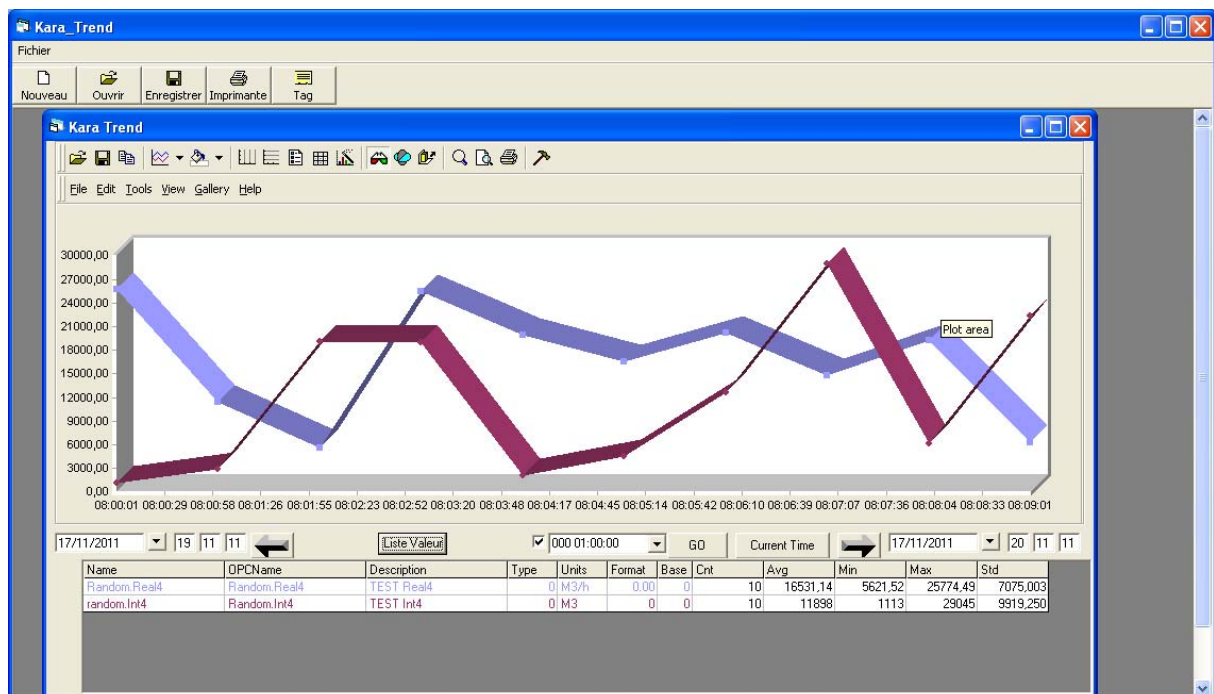 Kara_Trend
Fichier
Nouveau Ouvrir Enregistrer Imprimante Tag
Kara Trend
File Edit Tools View Gallery Help
30000,00
27000,00
24000,00
21000,00
18000,00
15000,00
12000,00
9000,00
6000,00
3000,00
0,00
Plot area
08:00:01 08:00:29 08:00:58 08:01:26 08:01:55 08:02:23 08:02:52 08:03:20 08:03:48 08:04:17 08:04:45 08:05:14 08:05:42 08:06:10 08:06:39 08:07:07 08:07:36 08:08:04 08:08:33 08:09:01
17/11/2011 19 11 11 Liste Valeur 000 01:00:00 GO Current Time 17/11/2011 20 11 11
Name OPCName Description Type Units Format Base Cnt Avg Min Max Std
Random.Real4 Random.Real4 TEST Real4 0 M3/h 0.00 0 10 16531,14 5621,52 25774,49 7075,003
random.Int4 Random.Int4 TEST Int4 0 M3 0 0 10 11898 1113 29045 9919,250